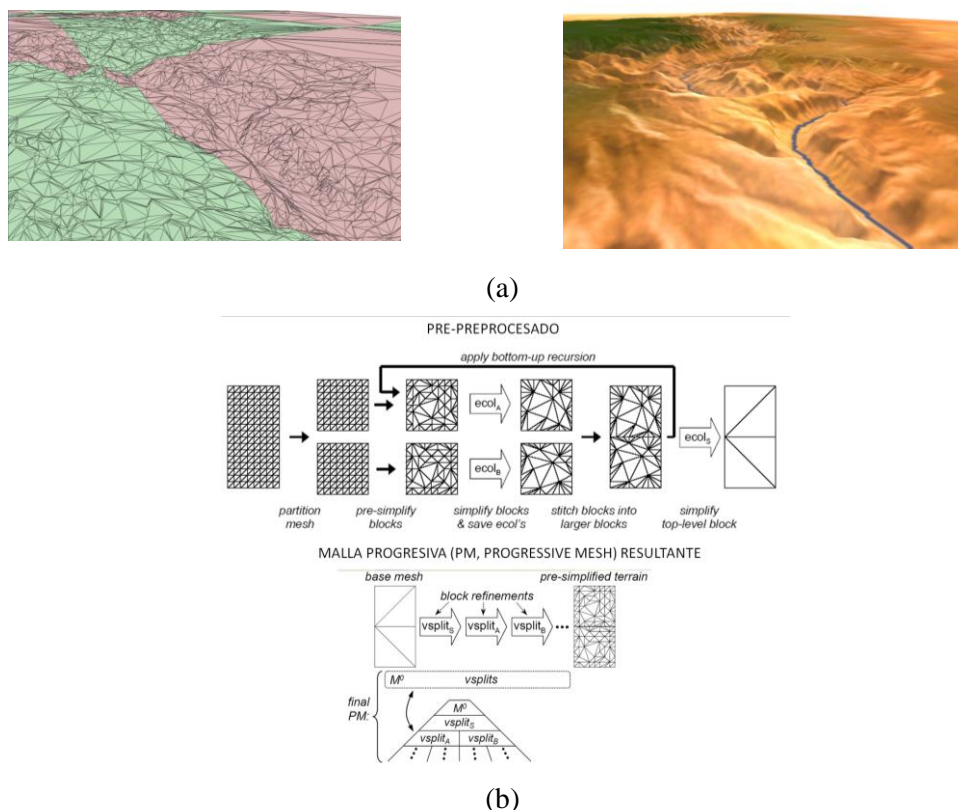 (a)
PRE-PREPROCESADO
apply bottom-up recursion
ecolA
ecolS
ecolB
partition mesh
pre-simplify blocks
simplify blocks & save ecol's
stitch blocks into larger blocks
simplify top-level block
MALLA PROGRESIVA (PM, PROGRESSIVE MESH) RESULTANTE
base mesh
pre-simplified terrain
block refinements
vsplitS
vsplitA
vsplitB
M⁰
vsplits
final PM:
M⁰
vsplitS
vsplitA
vsplitB
(b)